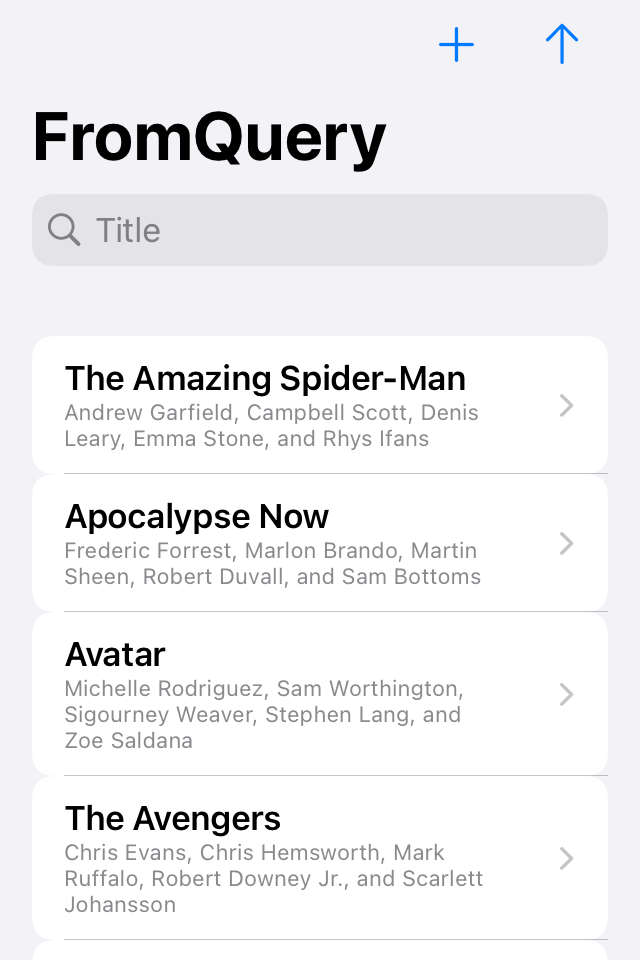 FromQuery
Title
The Amazing Spider-Man
Andrew Garfield, Campbell Scott, Denis
Leary, Emma Stone, and Rhys Ifans
Apocalypse Now
Frederic Forrest, Marlon Brando, Martin
Sheen, Robert Duvall, and Sam Bottoms
Avatar
Michelle Rodriguez, Sam Worthington,
Sigourney Weaver, Stephen Lang, and
Zoe Saldana
The Avengers
Chris Evans, Chris Hemsworth, Mark
Ruffalo, Robert Downey Jr., and Scarlett
Johansson